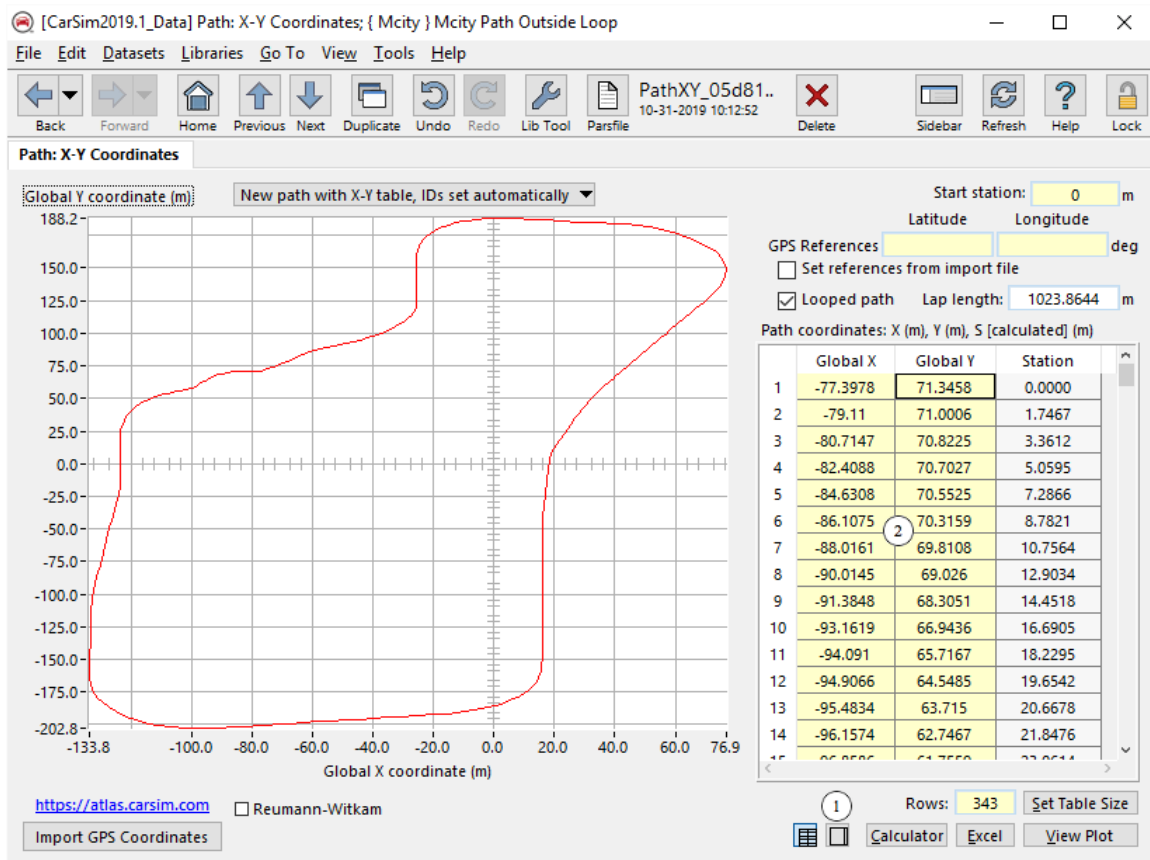 [CarSim2019.1_Data] Path: X-Y Coordinates; { Mcity } Mcity Path Outside Loop
File Edit Datasets Libraries Go To View Tools Help
Back Forward Home Previous Next Duplicate Undo Redo Lib Tool Parsfile
PathXY_05d81..
10-31-2019 10:12:52
Delete Sidebar Refresh Help Lock
Path: X-Y Coordinates
Global Y coordinate (m)
New path with X-Y table, IDs set automatically
188.2
150.0
125.0
100.0
75.0
50.0
25.0
0.0
-25.0
-50.0
-75.0
-100.0
-125.0
-150.0
-175.0
-202.8
-133.8 -100.0 -80.0 -60.0 -40.0 -20.0 0.0 20.0 40.0 60.0 76.9
Global X coordinate (m)
https://atlas.carsim.com
Reumann-Witkam
Import GPS Coordinates
Start station: 0 m
Latitude Longitude
GPS References deg
Set references from import file
Looped path Lap length: 1023.8644 m
Path coordinates: X (m), Y (m), S [calculated] (m)
Global X Global Y Station
1 -77.3978 71.3458 0.0000
2 -79.11 71.0006 1.7467
3 -80.7147 70.8225 3.3612
4 -82.4088 70.7027 5.0595
5 -84.6308 70.5525 7.2866
6 -86.1075 70.3159 8.7821
2
7 -88.0161 69.8108 10.7564
8 -90.0145 69.026 12.9034
9 -91.3848 68.3051 14.4518
10 -93.1619 66.9436 16.6905
11 -94.091 65.7167 18.2295
12 -94.9066 64.5485 19.6542
13 -95.4834 63.715 20.6678
14 -96.1574 62.7467 21.8476
1
Rows: 343 Set Table Size
Calculator Excel View Plot